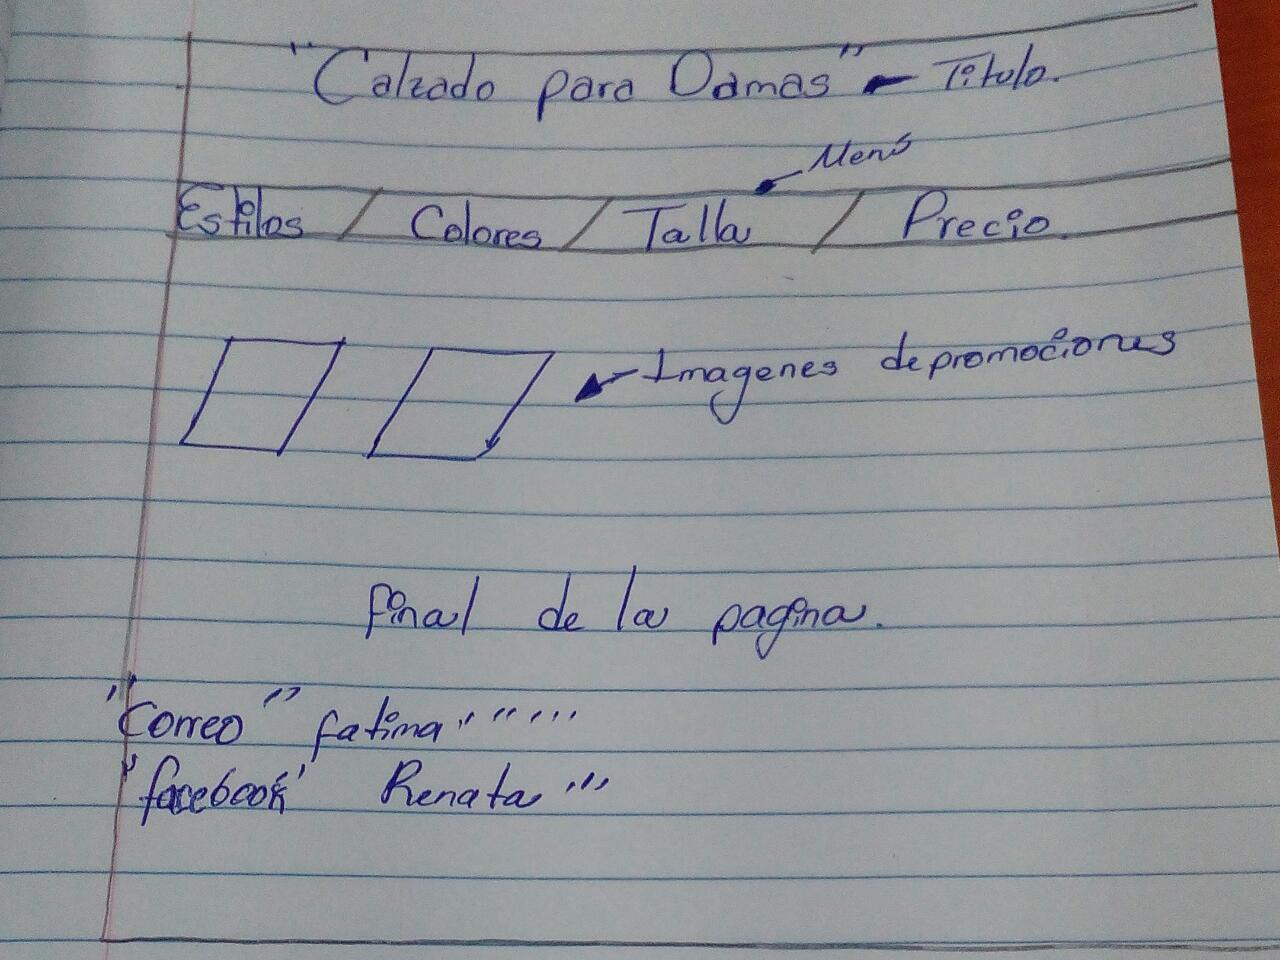 "Calzado para Damas" - Titulo.
Menú
Estilos / Colores / Talla / Precio.
Imagenes de promociones
final de la pagina.
"Correo" fatima
"facebook" Renata